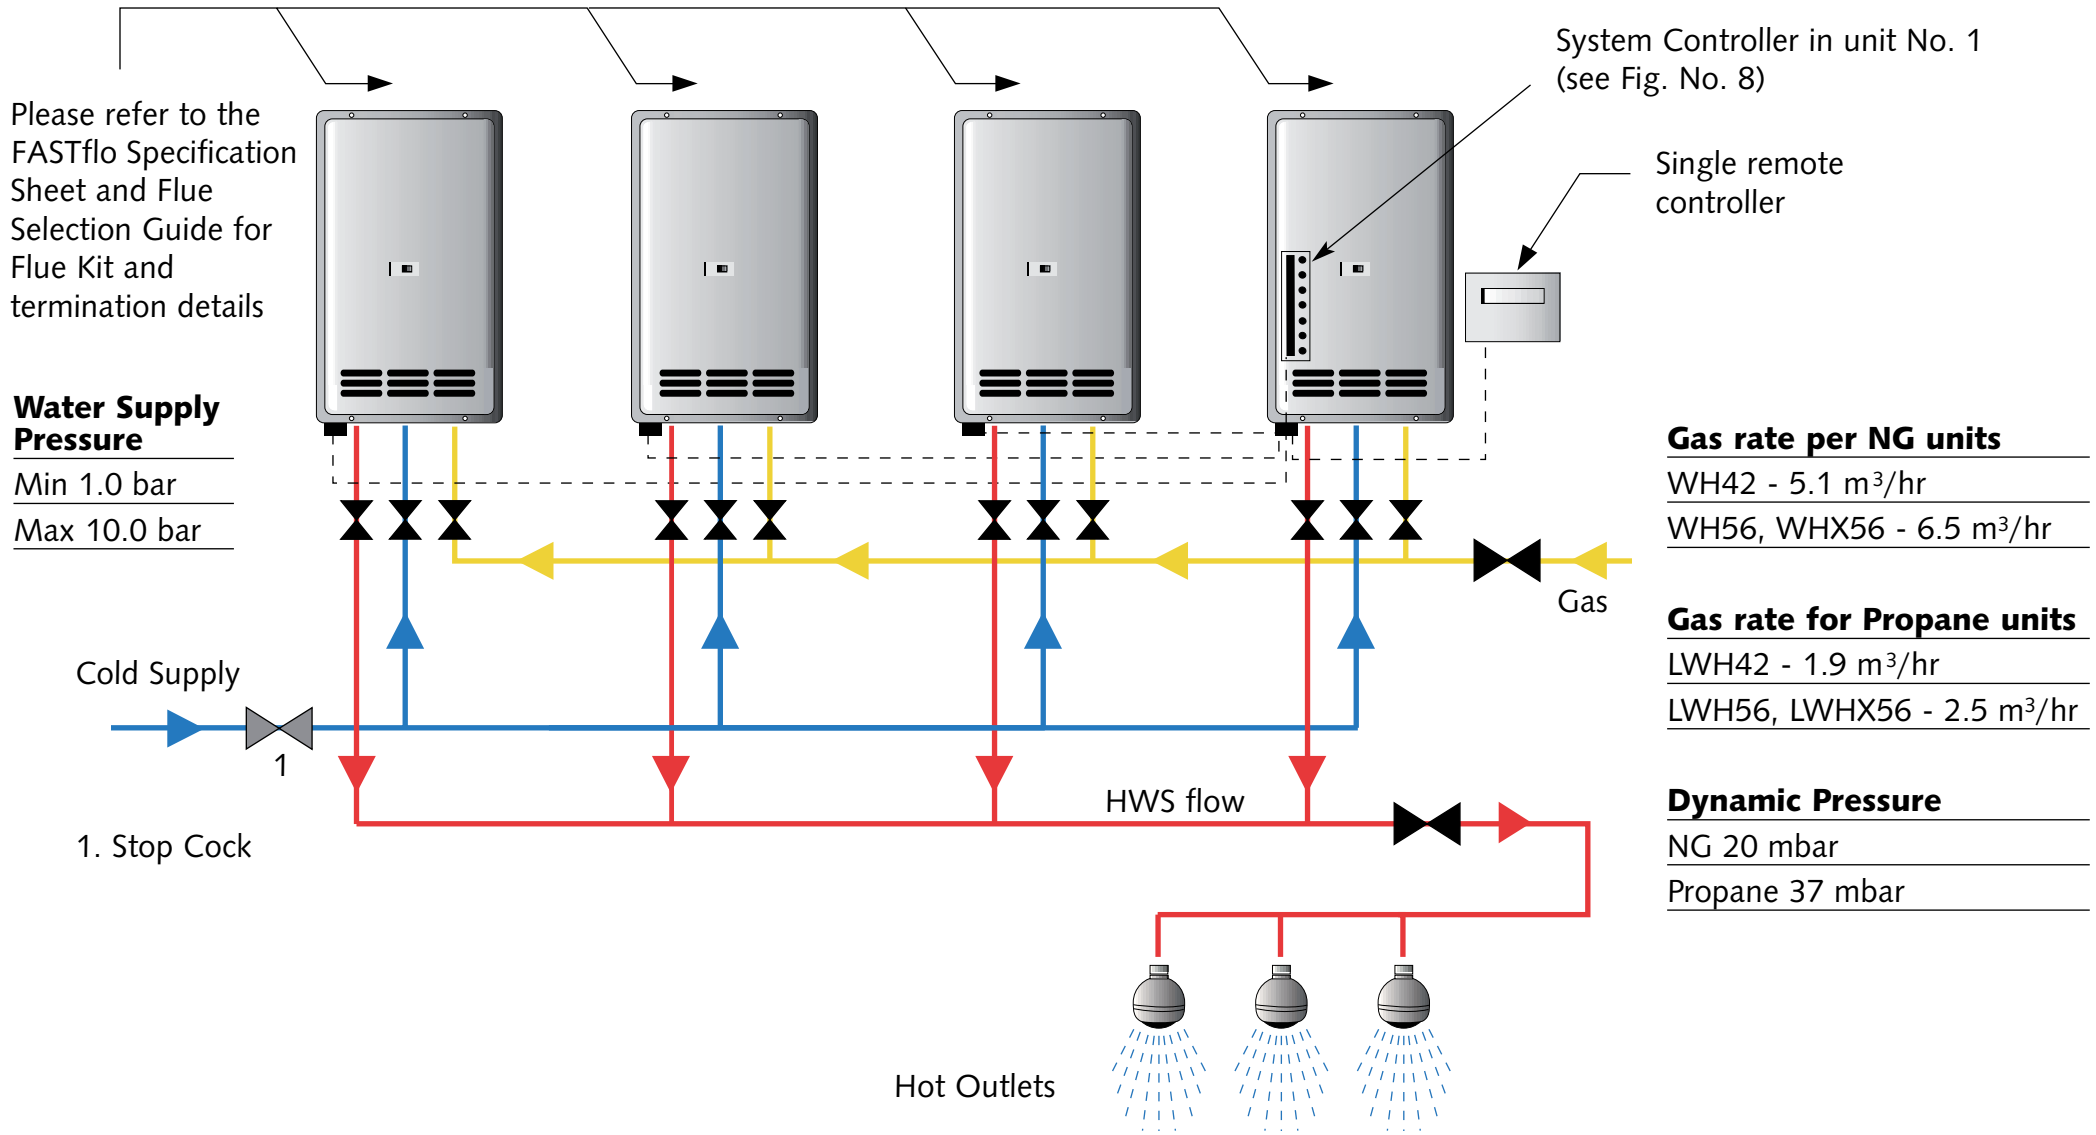 Please refer to the
FASTflo Specification
Sheet and Flue
Selection Guide for
Flue Kit and
termination details
System Controller in unit No. 1
(see Fig. No. 8)
Single remote
controller
Water Supply
Pressure
Min 1.0 bar
Max 10.0 bar
Gas rate per NG units
WH42 - 5.1 m³/hr
WH56, WHX56 - 6.5 m³/hr
Gas
Gas rate for Propane units
LWH42 - 1.9 m³/hr
LWH56, LWHX56 - 2.5 m³/hr
Cold Supply
1
HWS flow
1. Stop Cock
Dynamic Pressure
NG 20 mbar
Propane 37 mbar
Hot Outlets